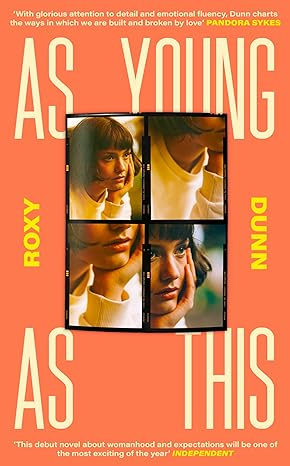 'With glorious attention to detail and emotional fluency, Dunn charts
the ways in which we are built and broken by love' PANDORA SYKES
AS YOUNG
ROXY
DUNN
AS THIS
'This debut novel about womanhood and expectations will be one of
the most exciting of the year' INDEPENDENT